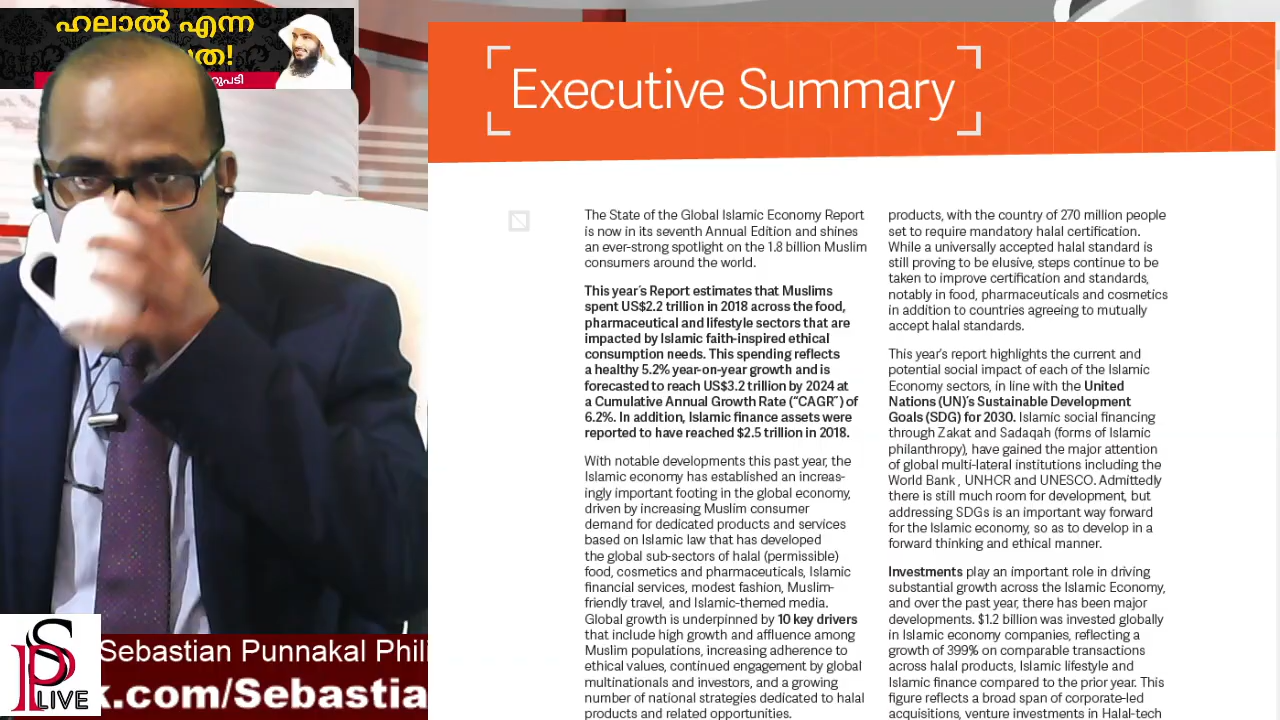 ഹലാൽ എന്ന
Executive Summary
The State of the Global Islamic Economy Report
is now in its seventh Annual Edition and shines
an ever-strong spotlight on the 1.8 billion Muslim
consumers around the world.
This year's Report estimates that Muslims
spent US$2.2 trillion in 2018 across the food,
pharmaceutical and lifestyle sectors that are
impacted by Islamic faith-inspired ethical
consumption needs. This spending reflects
a healthy 5.2% year-on-year growth and is
forecasted to reach US$3.2 trillion by 2024 at
a Cumulative Annual Growth Rate ("CAGR") of
6.2%. In addition, Islamic finance assets were
reported to have reached $2.5 trillion in 2018.
With notable developments this past year, the
Islamic economy has established an increas-
ingly important footing in the global economy,
driven by increasing Muslim consumer
demand for dedicated products and services
based on Islamic law that has developed
the global sub-sectors of halal (permissible)
food, cosmetics and pharmaceuticals, Islamic
financial services, modest fashion, Muslim-
friendly travel, and Islamic-themed media.
Global growth is underpinned by 10 key drivers
that include high growth and affluence among
Muslim populations, increasing adherence to
ethical values, continued engagement by global
multinationals and investors, and a growing
number of national strategies dedicated to halal
products and related opportunities.
products, with the country of 270 million people
set to require mandatory halal certification.
While a universally accepted halal standard is
still proving to be elusive, steps continue to be
taken to improve certification and standards,
notably in food, pharmaceuticals and cosmetics
in addition to countries agreeing to mutually
accept halal standards.
This year's report highlights the current and
potential social impact of each of the Islamic
Economy sectors, in line with the United
Nations (UN)'s Sustainable Development
Goals (SDG) for 2030. Islamic social financing
through Zakat and Sadaqah (forms of Islamic
philanthropy), have gained the major attention
of global multi-lateral institutions including the
World Bank , UNHCR and UNESCO. Admittedly
there is still much room for development, but
addressing SDGs is an important way forward
for the Islamic economy, so as to develop in a
forward thinking and ethical manner.
Investments play an important role in driving
substantial growth across the Islamic Economy,
and over the past year, there has been major
developments. $1.2 billion was invested globally
in Islamic economy companies, reflecting a
growth of 399% on comparable transactions
across halal products, Islamic lifestyle and
Islamic finance compared to the prior year. This
figure reflects a broad span of corporate-led
acquisitions, venture investments in Halal-tech
Sebastian Punnakal Phili
k.com/Sebastia
SP LIVE